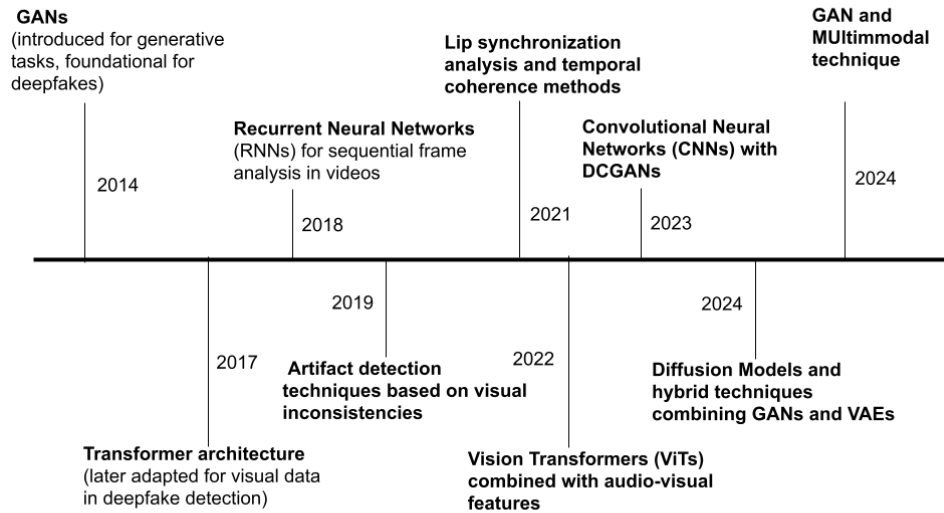 GANs
(introduced for generative
tasks, foundational for
deepfakes)
2014
Transformer architecture
(later adapted for visual data
in deepfake detection)
2017
Recurrent Neural Networks
(RNNs) for sequential frame
analysis in videos
2018
2019
Artifact detection
techniques based on visual
inconsistencies
Lip synchronization
analysis and temporal
coherence methods
2021
2022
Vision Transformers (ViTs)
combined with audio-visual
features
Convolutional Neural
Networks (CNNs) with
DCGANs
2023
2024
Diffusion Models and
hybrid techniques
combining GANs and VAEs
GAN and
MUltimmodal
technique
2024